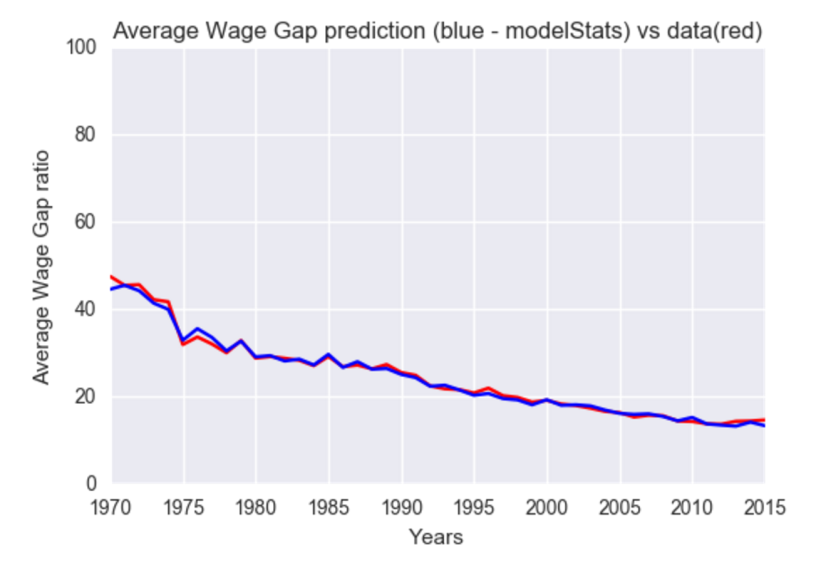 Average Wage Gap prediction (blue - modelStats) vs data(red)
100
80
60
40
20
0
Average Wage Gap ratio
1970 1975 1980 1985 1990 1995 2000 2005 2010 2015
Years